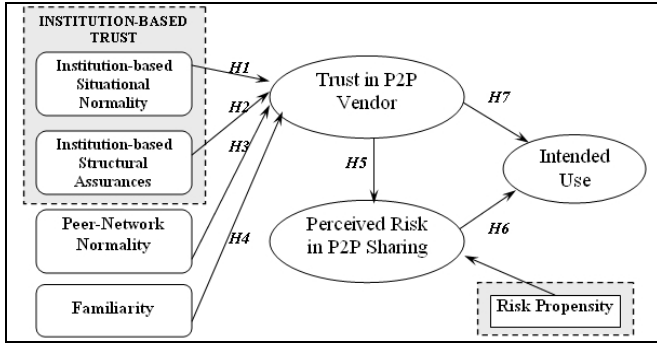 INSTITUTION-BASED
TRUST
Institution-based
Situational
Normality
H1
Institution-based
Structural
Assurances
H2
Peer-Network
Normality
H3
Familiarity
H4
Trust in P2P
Vendor
H5
Perceived Risk
in P2P Sharing
H7
Intended
Use
H6
Risk Propensity